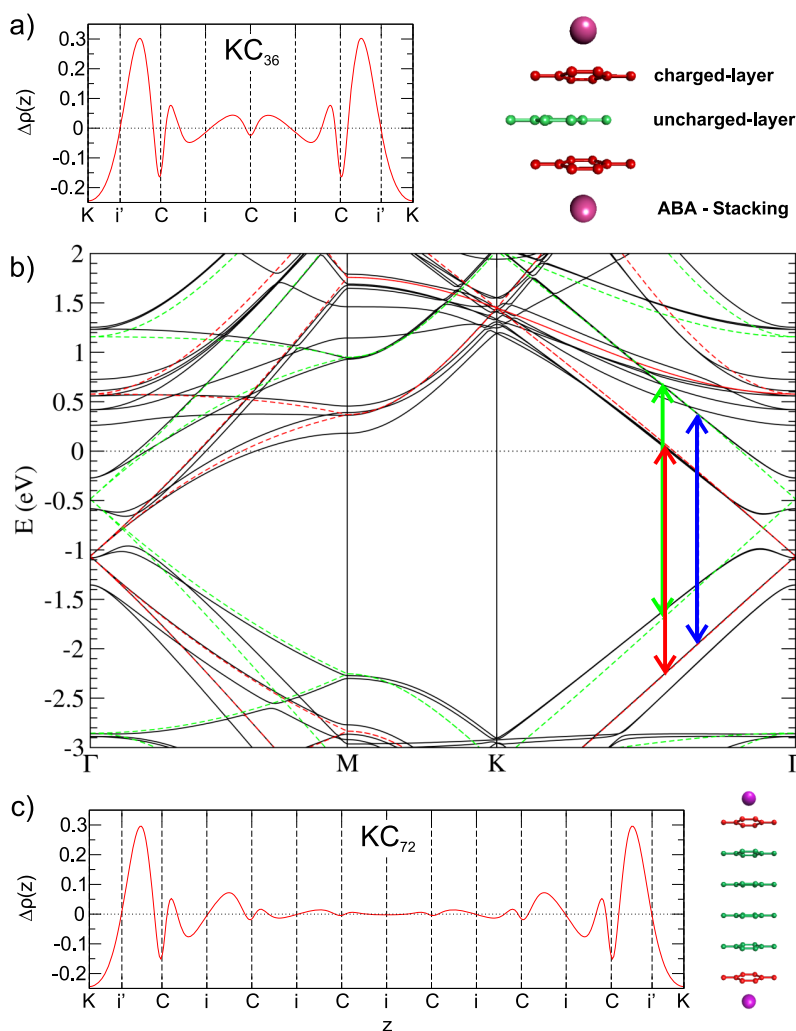 a)
KC36
Δρ(z)
0.3
0.2
0.1
0
-0.1
-0.2
K i' C i C i C i' K
charged-layer
uncharged-layer
ABA - Stacking
b)
E (eV)
2
1.5
1
0.5
0
-0.5
-1
-1.5
-2
-2.5
-3
Γ M K Γ
c)
KC72
Δρ(z)
0.3
0.2
0.1
0
-0.1
-0.2
K i' C i C i C i C i C i C i' K
z